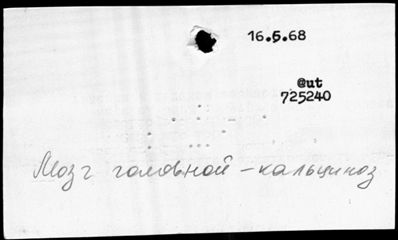 16.5.68
@ut
725240
Мозг головной - кальциноз